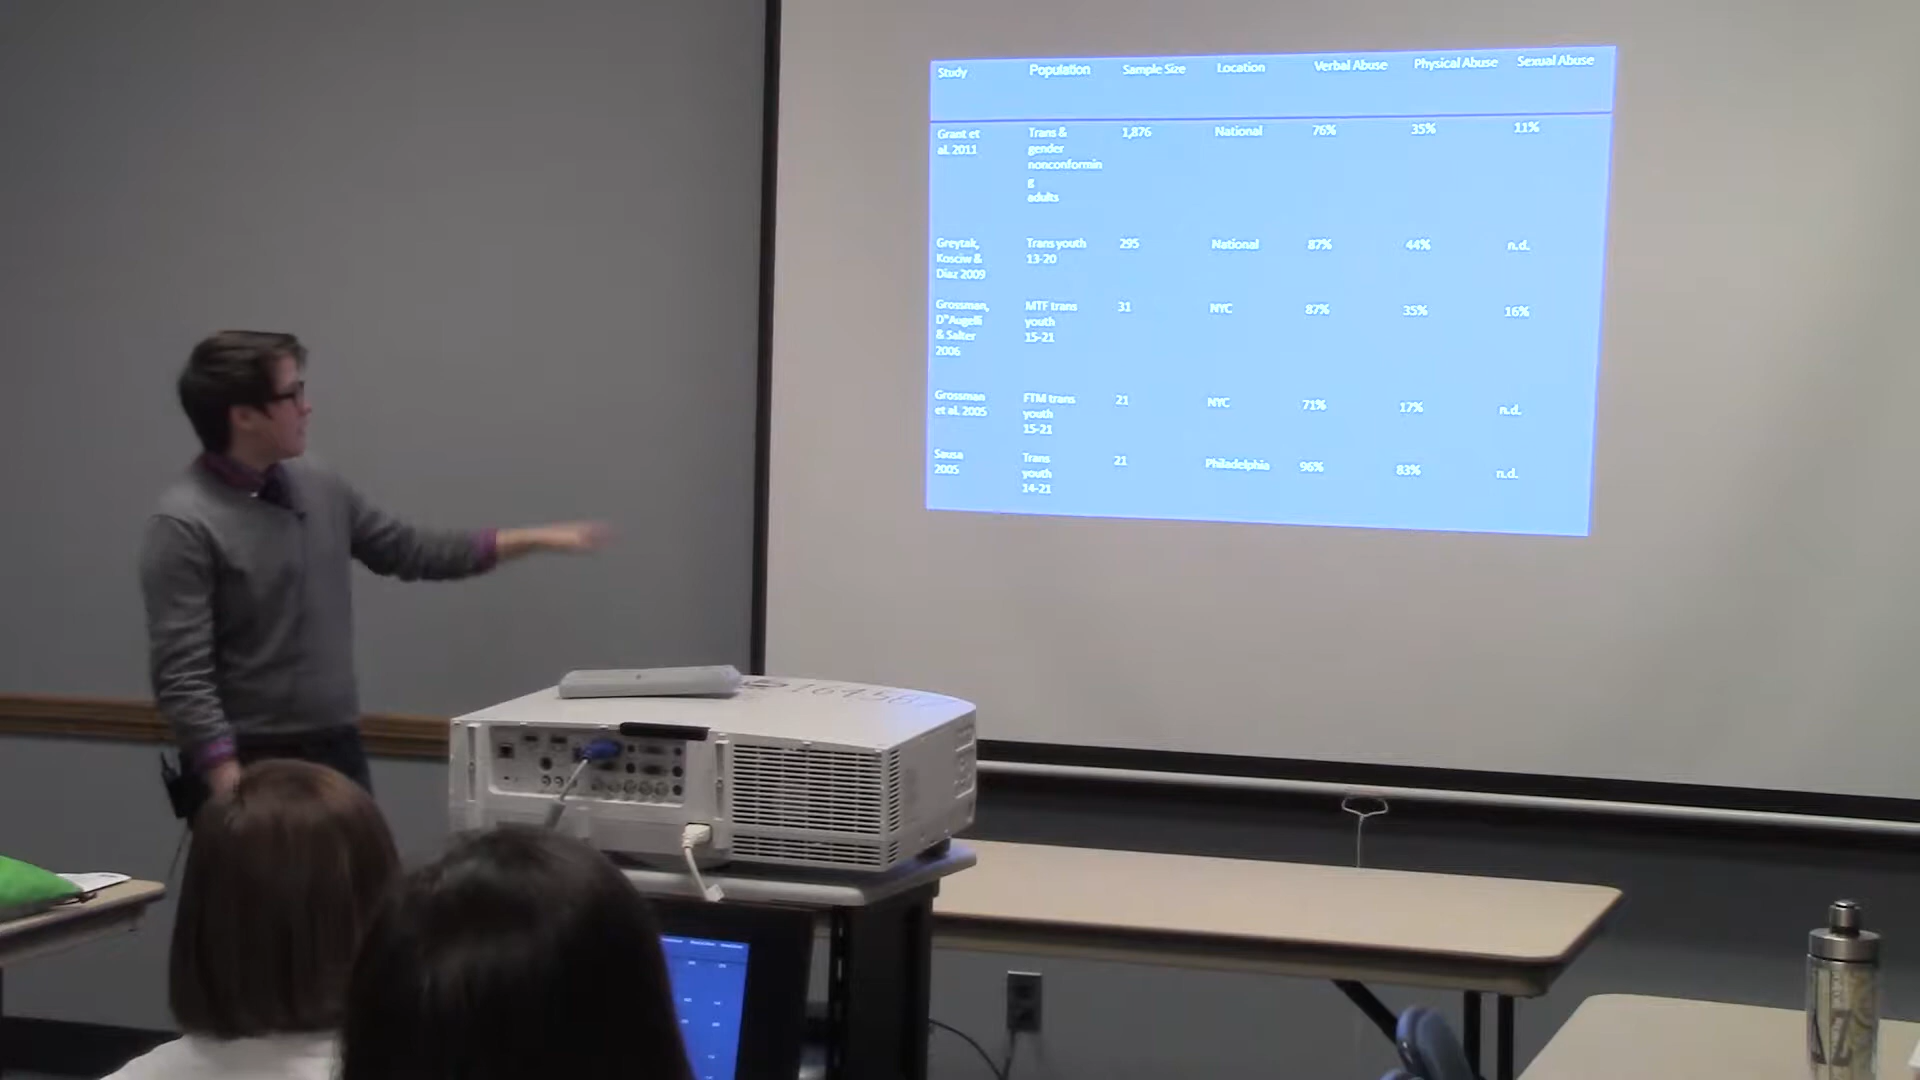 Study Population Sample Size Location Verbal Abuse Physical Abuse Sexual Abuse
Grant et Trans & 1,876 National 76% 35% 11%
al. 2011 gender
nonconformin
g
adults
Greytak, Trans youth 295 National 87% 44% n.d.
Kosciw & 13-20
Diaz 2009
Grossman, MTF trans 31 NYC 87% 35% 16%
D"Augelli youth
& Salter 15-21
2006
Grossman FTM trans 21 NYC 71% 17% n.d.
et al. 2005 youth
15-21
Sausa Trans 21 Philadelphia 96% 83% n.d.
2005 youth
14-21